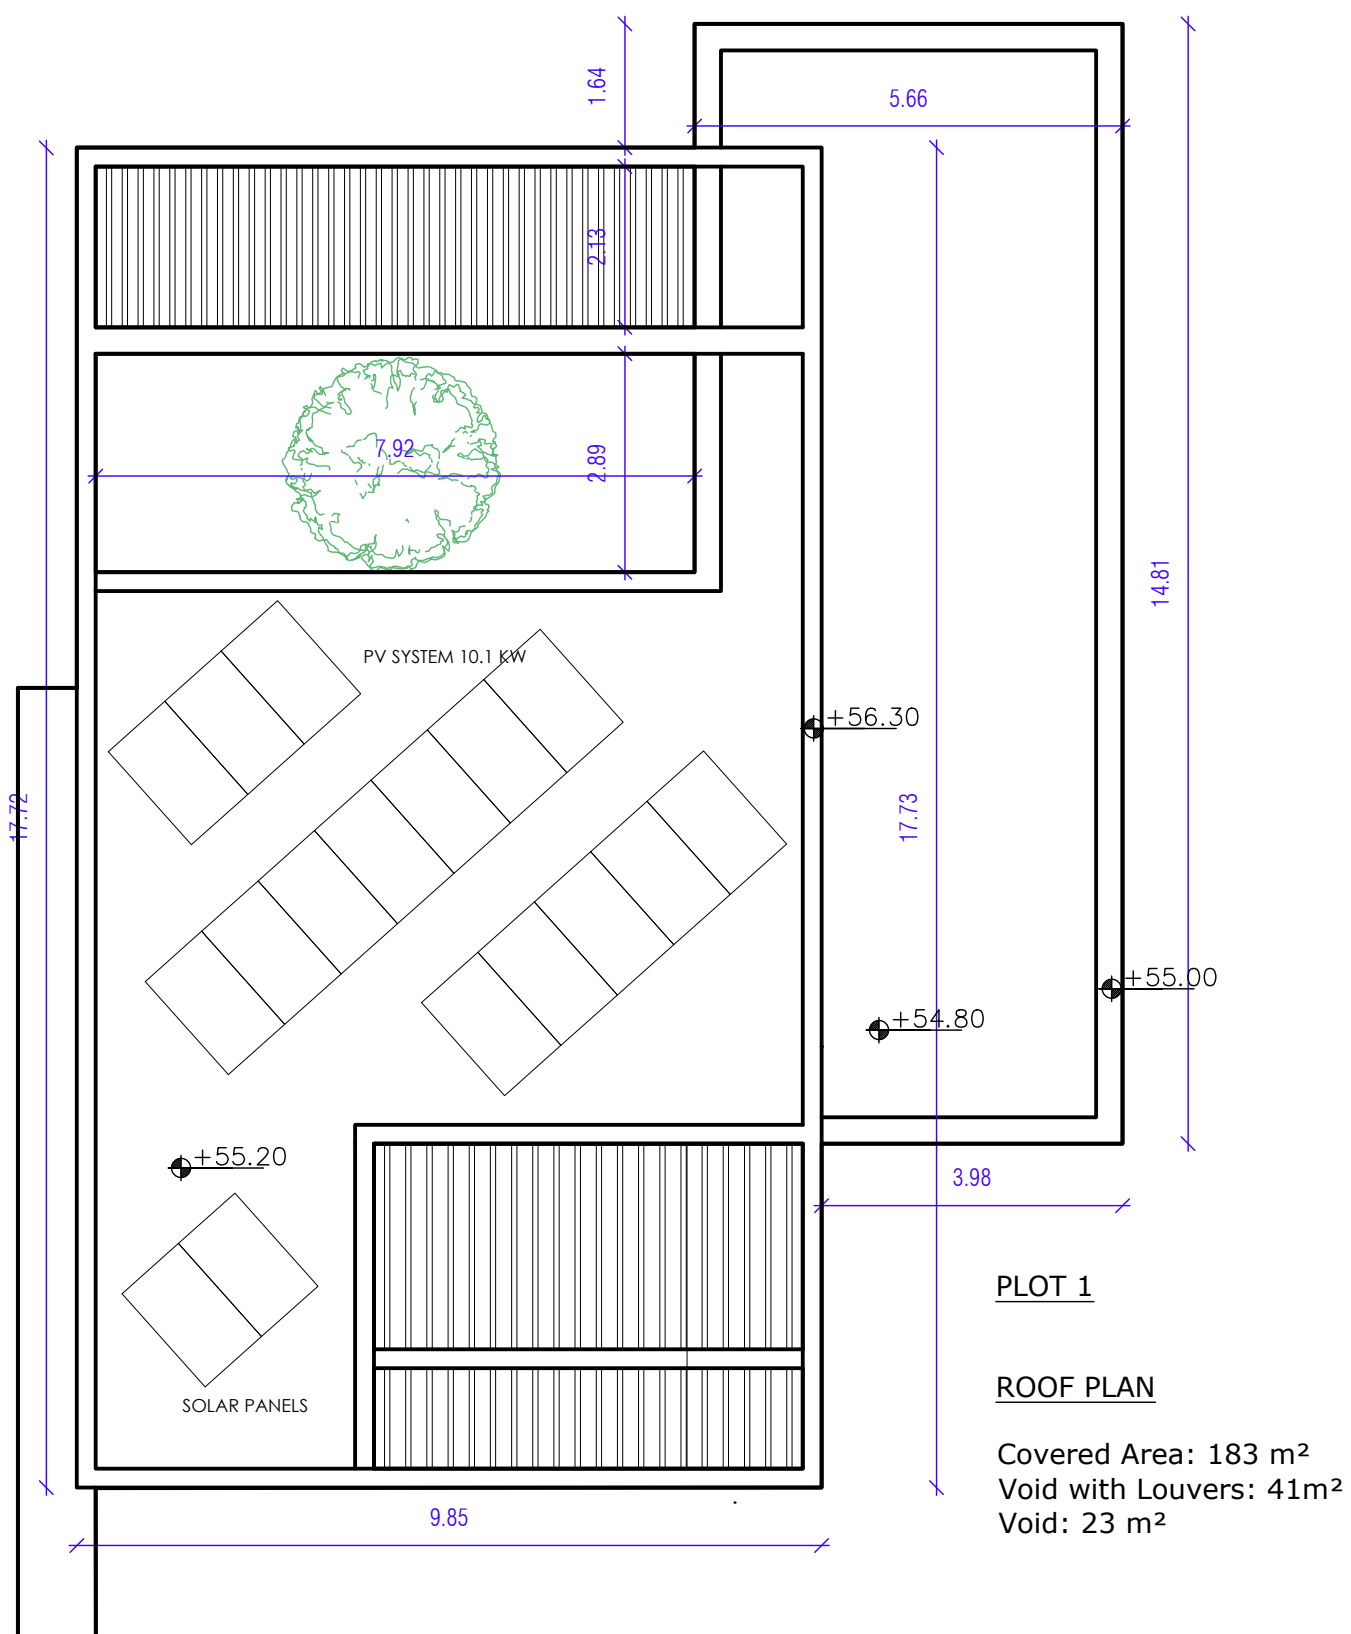 1.64
5.66
2.13
7.92
2.89
14.81
PV SYSTEM 10.1 KW
+56.30
17.72
17.73
+55.00
+54.80
+55.20
3.98
PLOT 1
ROOF PLAN
SOLAR PANELS
Covered Area: 183 m²
Void with Louvers: 41m²
Void: 23 m²
9.85